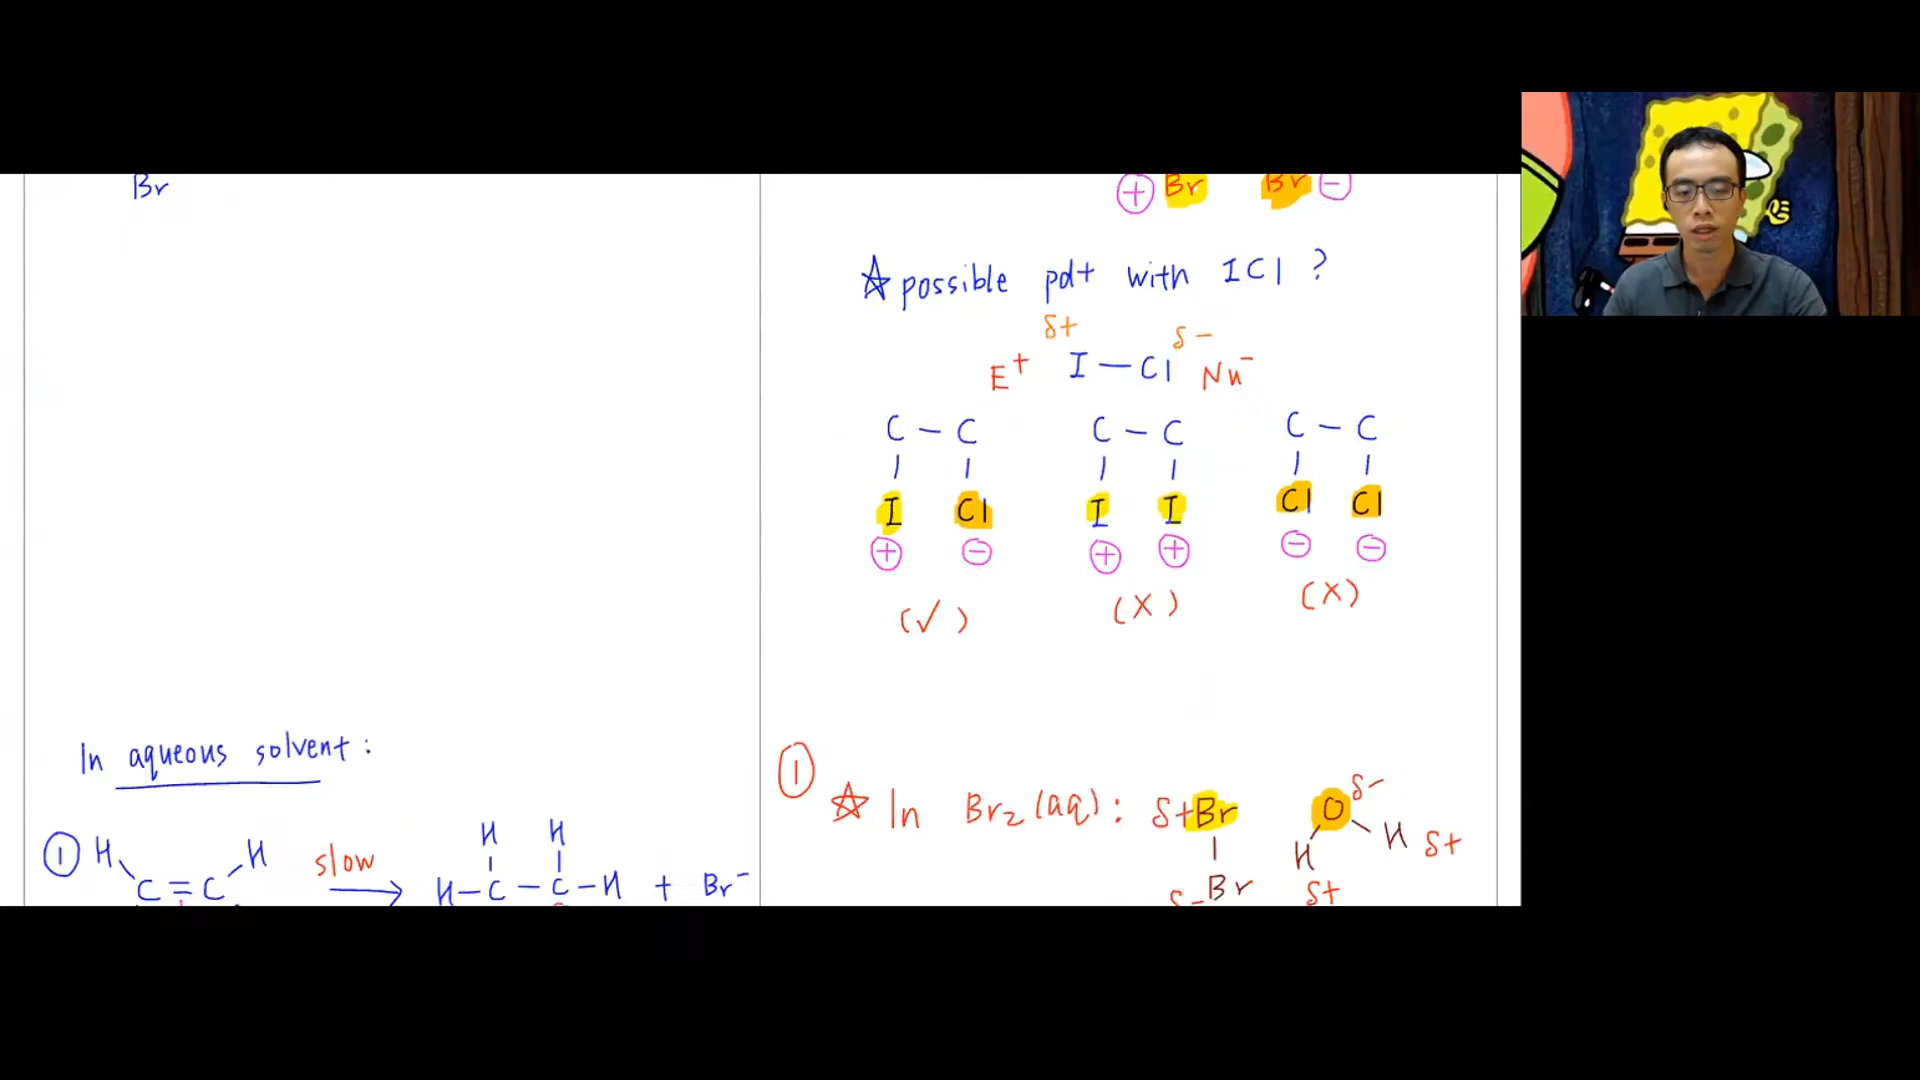 Br
In aqueous solvent :
① H H slow H H
C = C → H – C – C – H + Br⁻
⊕ Br Br ⊖
☆ possible pdt with ICl ?
δ+ δ-
E⁺ I — Cl Nu⁻
C – C C – C C – C
I Cl I I Cl Cl
⊕ ⊖ ⊕ ⊕ ⊖ ⊖
(✓) (X) (X)
①
☆ In Br₂ (aq) : δ+ Br O δ-
H H δ+
δ- Br δ+